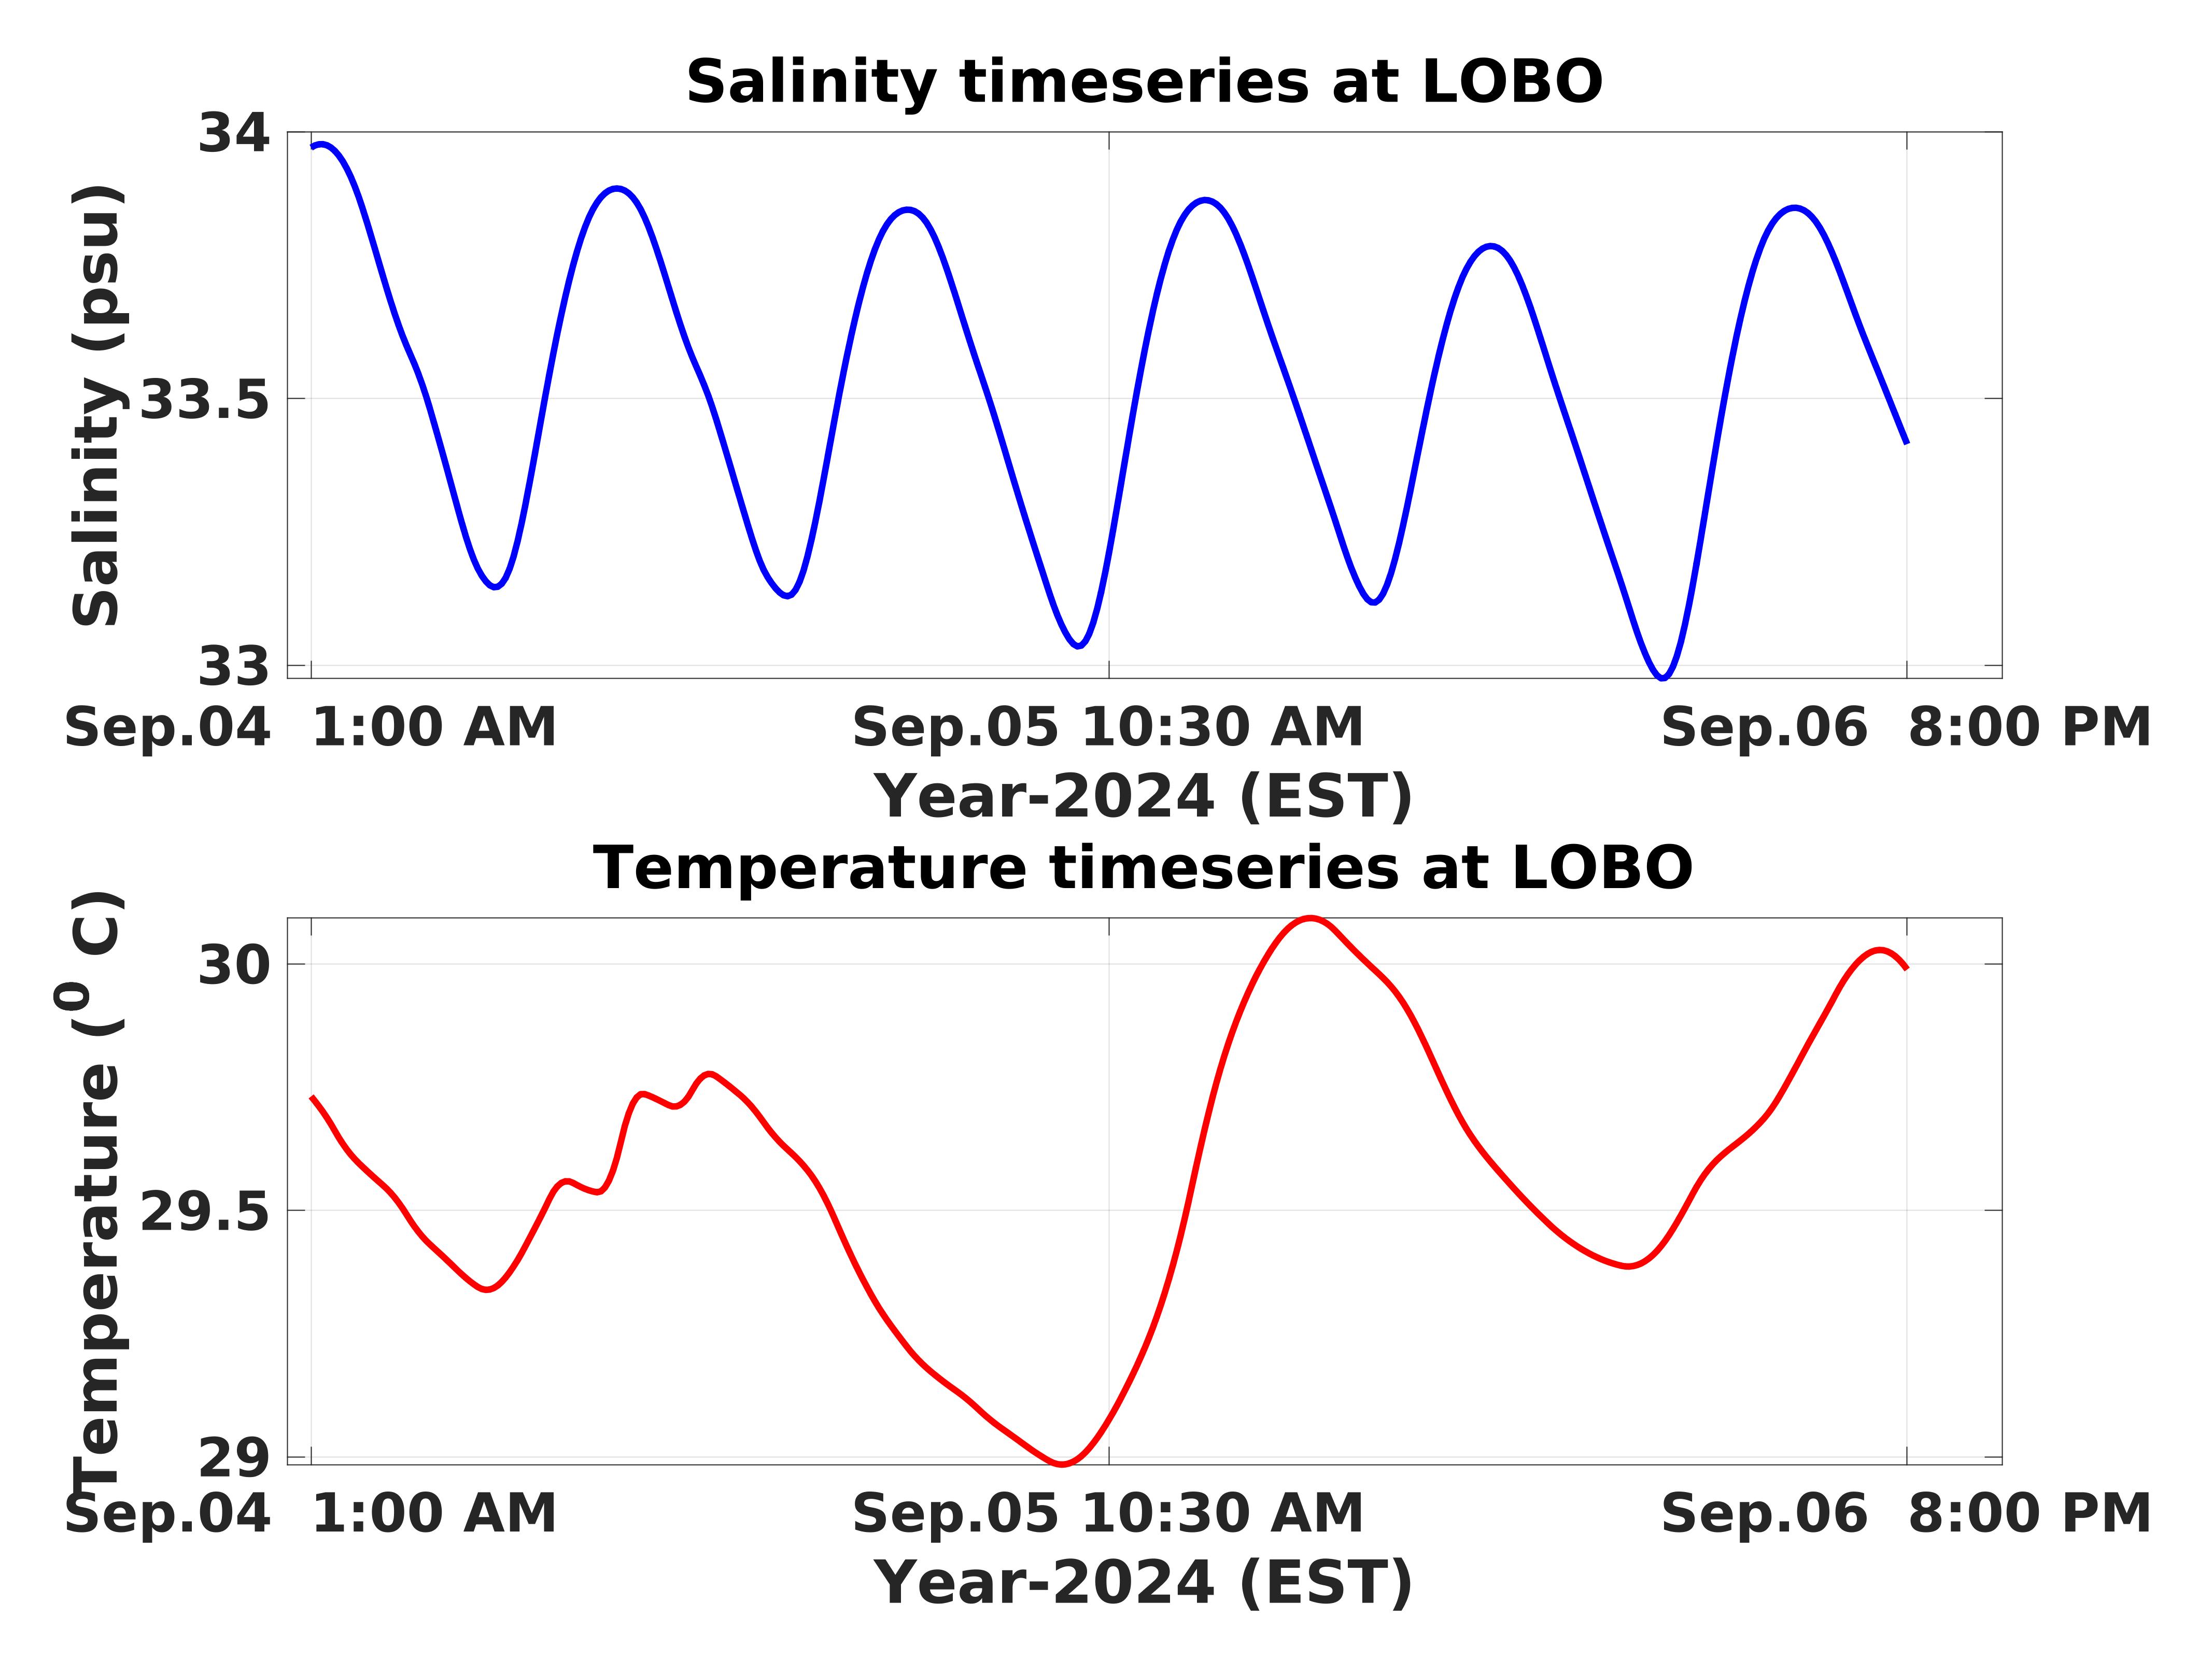 Salinity timeseries at LOBO
Salinity (psu)
34
33.5
33
Sep.04  1:00 AM
Sep.05 10:30 AM
Sep.06  8:00 PM
Year-2024 (EST)
Temperature timeseries at LOBO
Temperature (⁰ C)
30
29.5
29
Sep.04  1:00 AM
Sep.05 10:30 AM
Sep.06  8:00 PM
Year-2024 (EST)